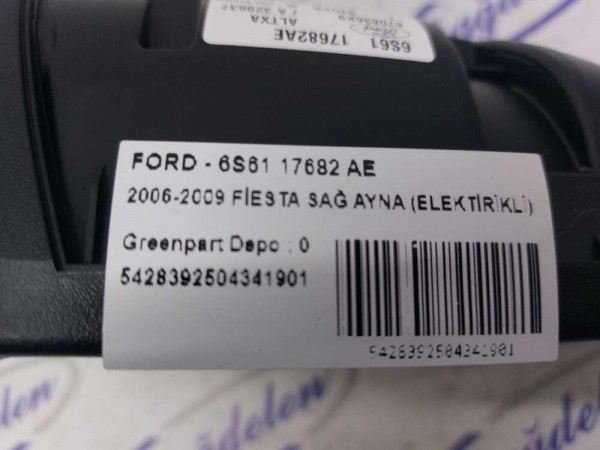 Ford
6S61
17682AE
ALTXA
FORD - 6S61 17682 AE
2006-2009 FİESTA SAĞ AYNA (ELEKTİRİKLİ)
Greenpart Depo : 0
5428392504341901
5428392504341901